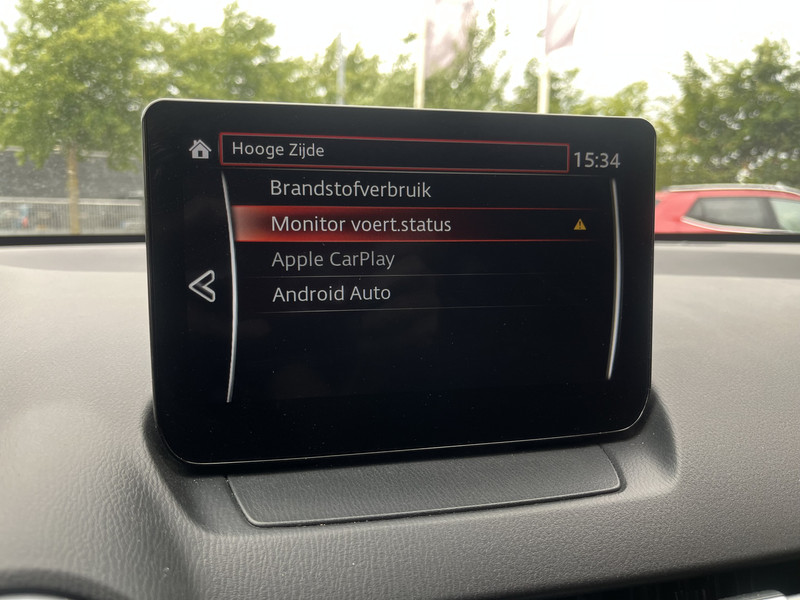 Hooge Zijde
15:34
Brandstofverbruik
Monitor voert.status
Apple CarPlay
Android Auto